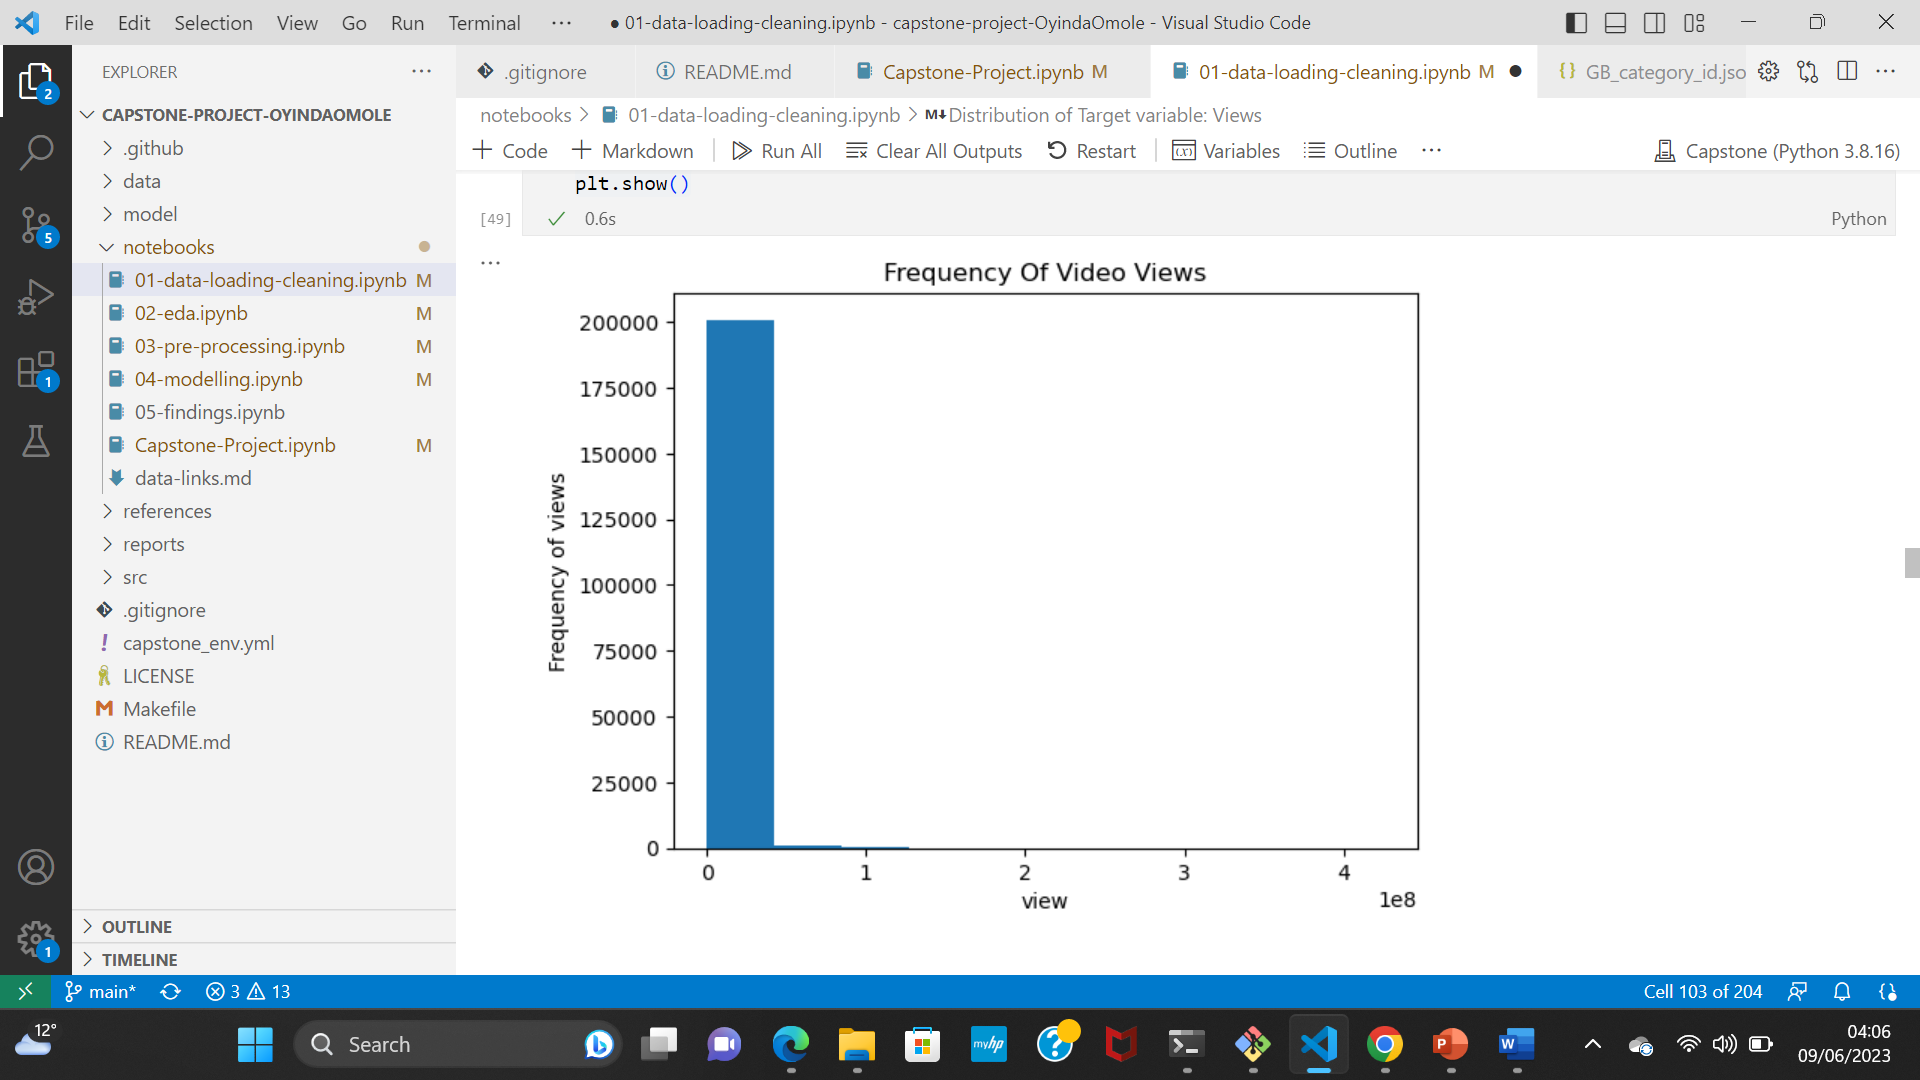 File Edit Selection View Go Run Terminal ··· ● 01-data-loading-cleaning.ipynb - capstone-project-OyindaOmole - Visual Studio Code
EXPLORER ···
CAPSTONE-PROJECT-OYINDAOMOLE
.github
data
model
notebooks
01-data-loading-cleaning.ipynb M
02-eda.ipynb M
03-pre-processing.ipynb M
04-modelling.ipynb M
05-findings.ipynb
Capstone-Project.ipynb M
data-links.md
references
reports
src
.gitignore
capstone_env.yml
LICENSE
Makefile
README.md
OUTLINE
TIMELINE
2
5
1
1
.gitignore README.md Capstone-Project.ipynb M 01-data-loading-cleaning.ipynb M ● GB_category_id.jso ···
notebooks > 01-data-loading-cleaning.ipynb > M↓Distribution of Target variable: Views
+ Code + Markdown Run All Clear All Outputs Restart Variables Outline ··· Capstone (Python 3.8.16)
plt.show()
[49] ✓ 0.6s Python
···
Frequency Of Video Views
200000
175000
150000
125000
100000
75000
50000
25000
0
Frequency of views
0 1 2 3 4
view 1e8
main* 3 13 Cell 103 of 204
12° Search 04:06
09/06/2023